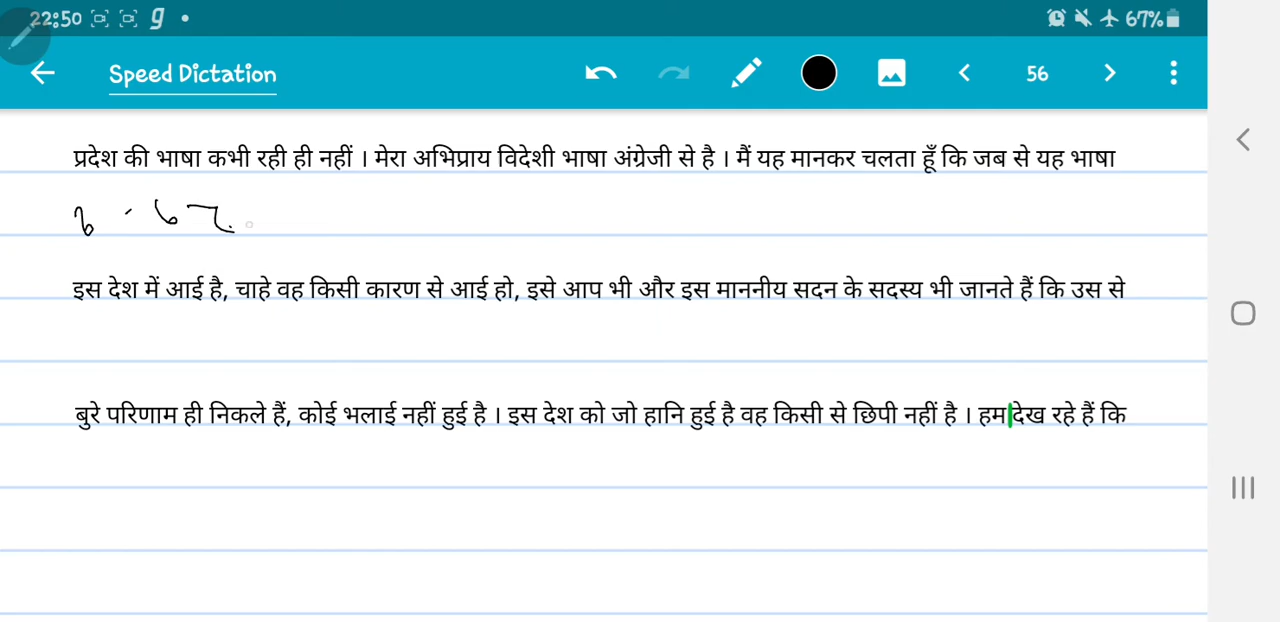 22:50 g 67%
Speed Dictation 56
प्रदेश की भाषा कभी रही ही नहीं । मेरा अभिप्राय विदेशी भाषा अंग्रेजी से है । मैं यह मानकर चलता हूँ कि जब से यह भाषा
इस देश में आई है, चाहे वह किसी कारण से आई हो, इसे आप भी और इस माननीय सदन के सदस्य भी जानते हैं कि उस से
बुरे परिणाम ही निकले हैं, कोई भलाई नहीं हुई है । इस देश को जो हानि हुई है वह किसी से छिपी नहीं है । हम देख रहे हैं कि